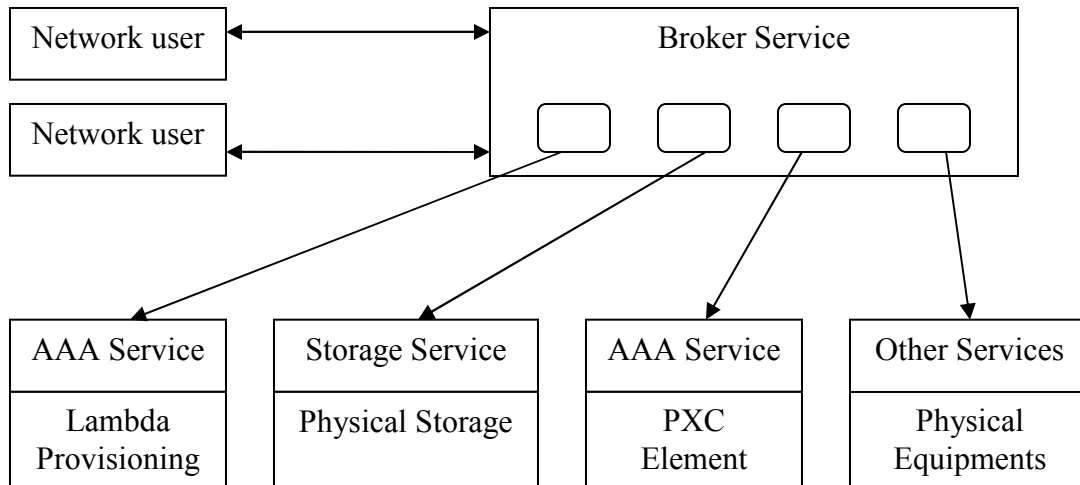 Network user
Broker Service
Network user
AAA Service
Storage Service
AAA Service
Other Services
Lambda
Provisioning
Physical Storage
PXC
Element
Physical
Equipments